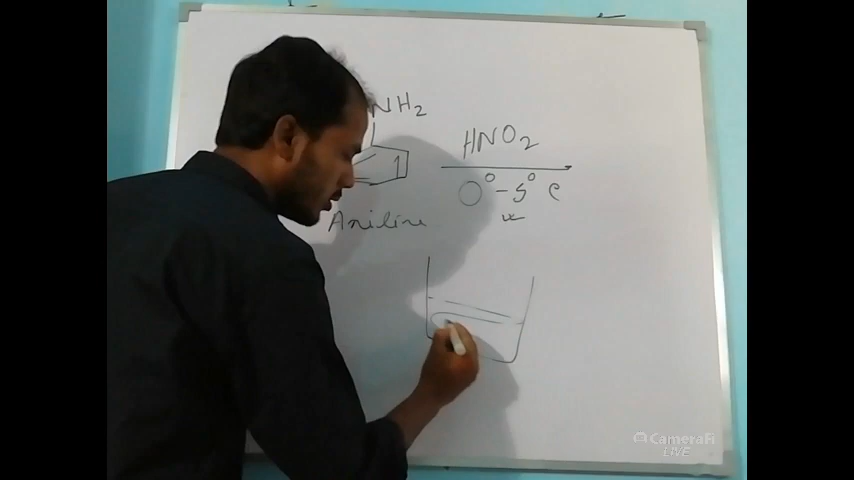 NH2
HNO2
0° - 5° C
Aniline
CameraFi
LIVE